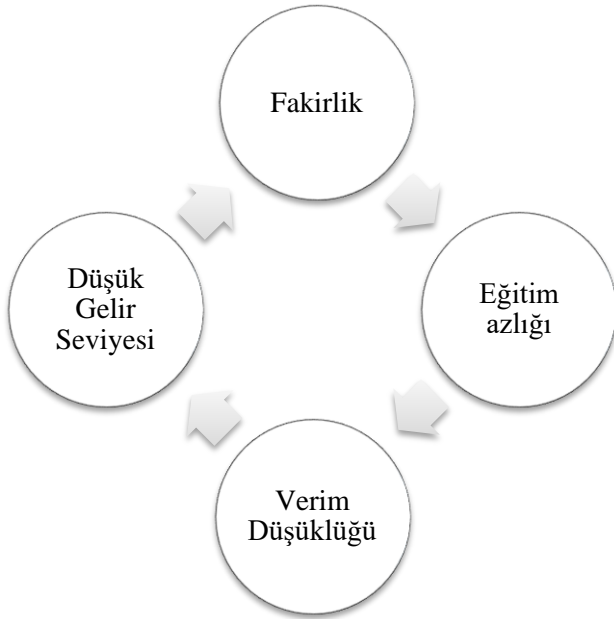 Fakirlik
Eğitim
azlığı
Verim
Düşüklüğü
Düşük
Gelir
Seviyesi